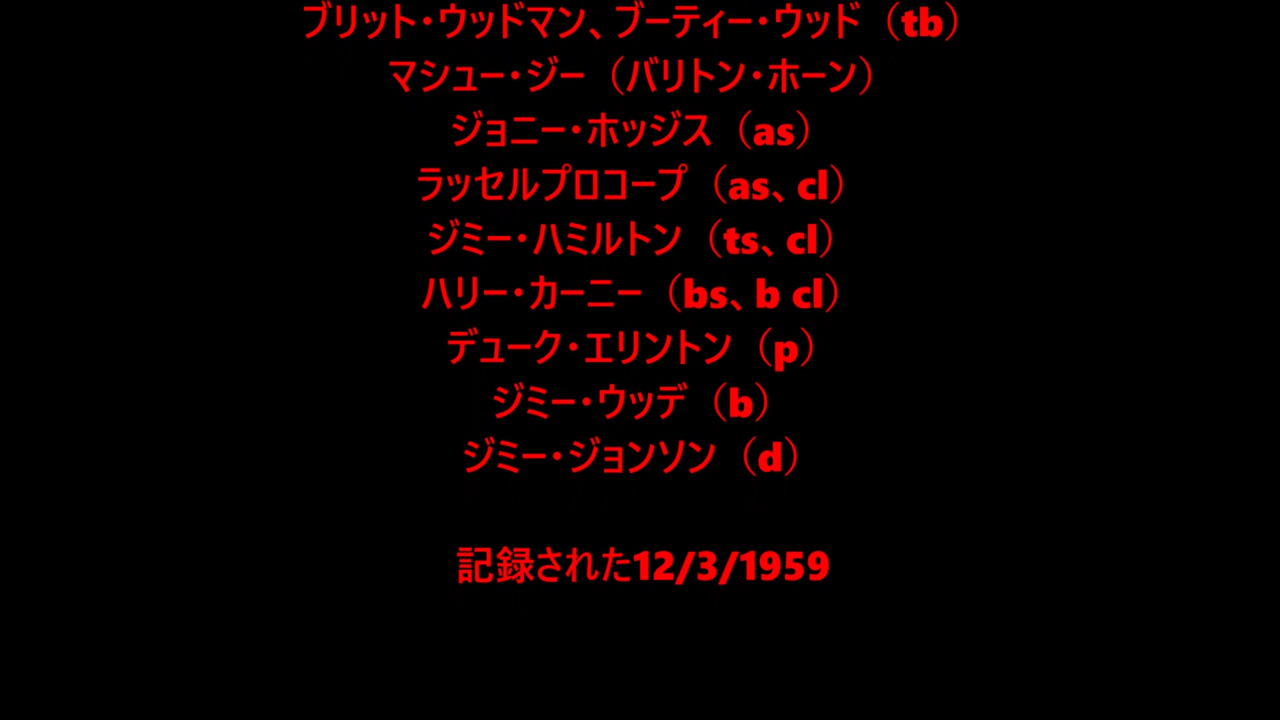 ブリット・ウッドマン、ブーティー・ウッド（tb）
マシュー・ジー（バリトン・ホーン）
ジョニー・ホッジス（as）
ラッセルプロコープ（as、cl）
ジミー・ハミルトン（ts、cl）
ハリー・カーニー（bs、b cl）
デューク・エリントン（p）
ジミー・ウッデ（b）
ジミー・ジョンソン（d）
記録された12/3/1959